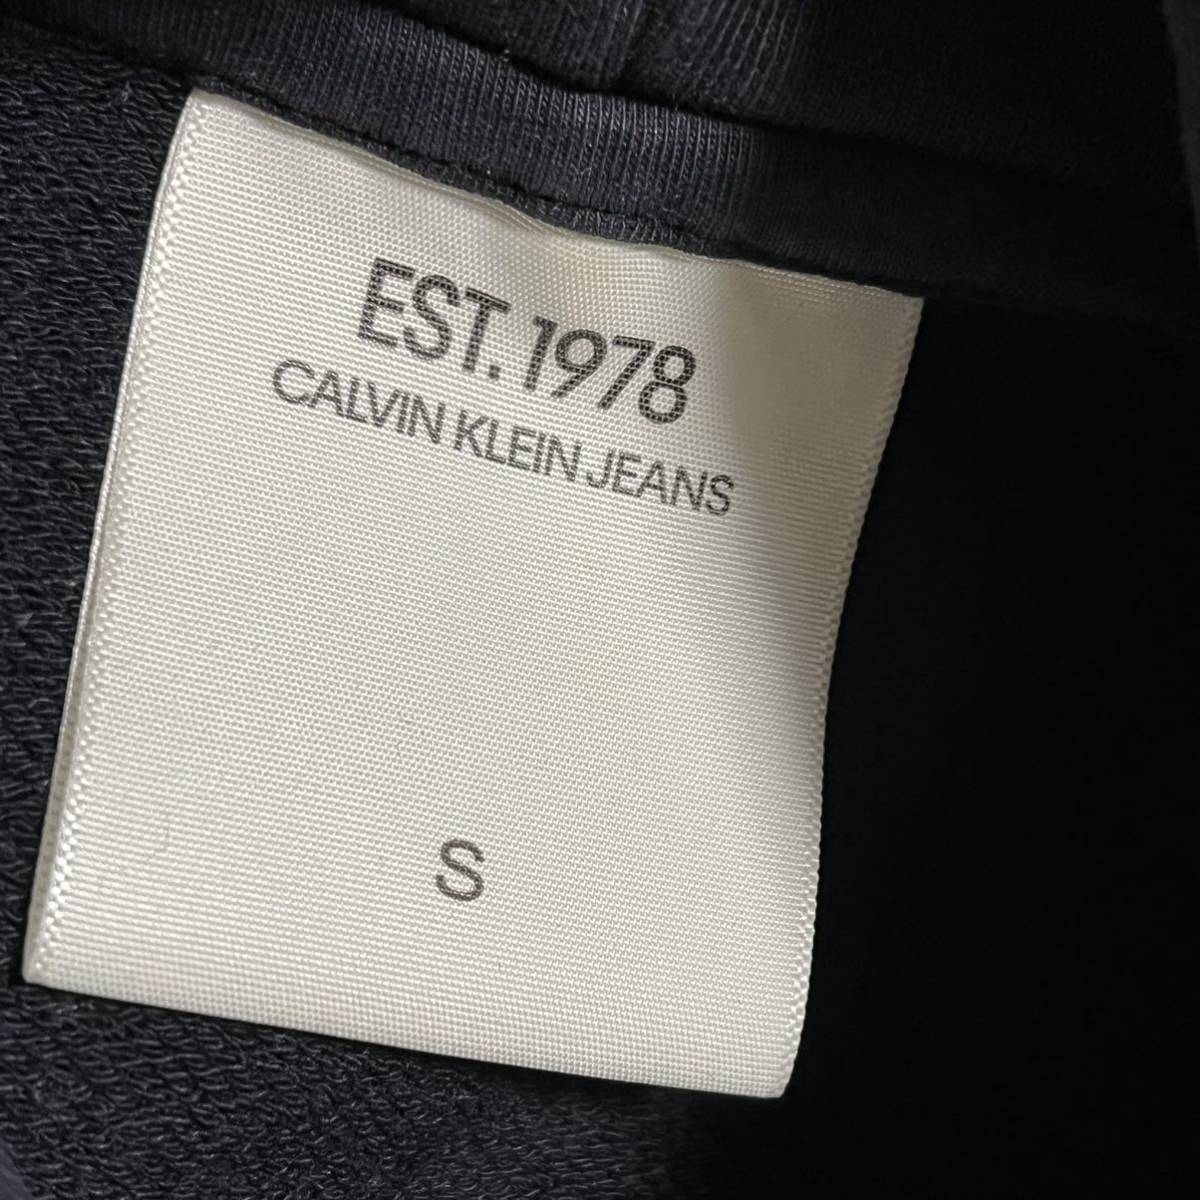 EST. 1978
CALVIN KLEIN JEANS
S